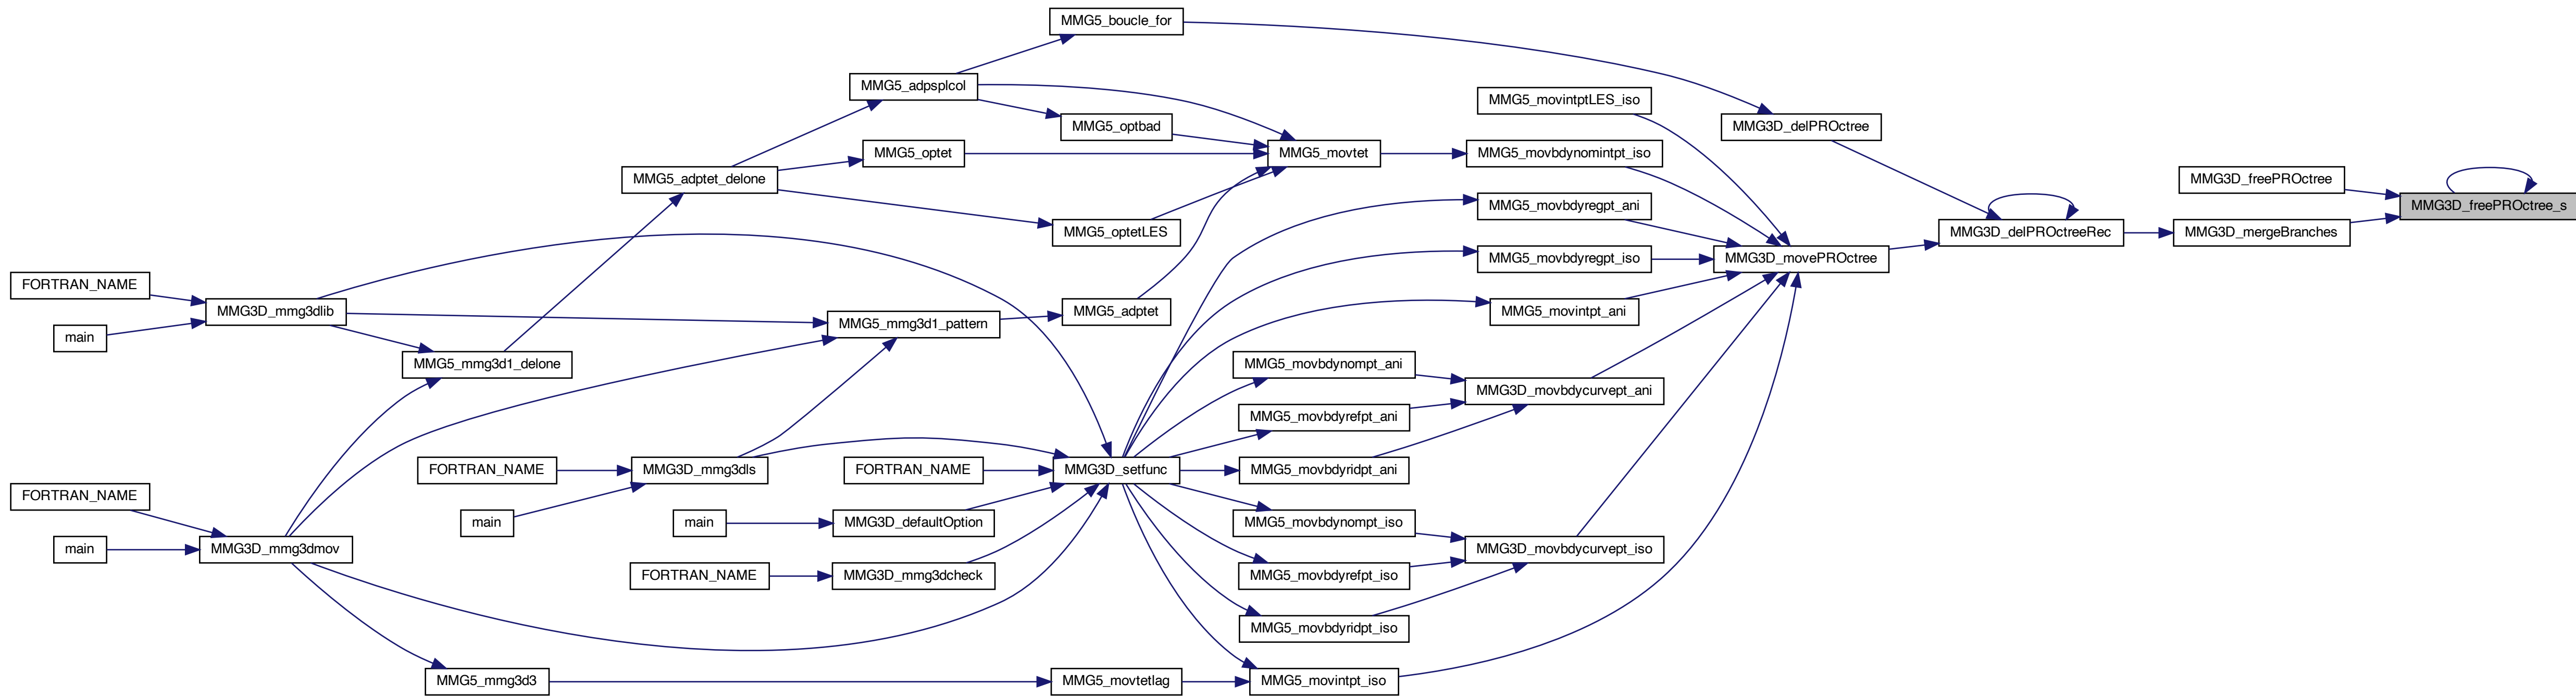 MMG5_boucle_for
MMG5_adpsplcol
MMG5_movintptLES_iso
MMG5_optbad
MMG3D_delPROctree
MMG5_optet
MMG5_movtet
MMG5_movbdynomintpt_iso
MMG5_adptet_delone
MMG3D_freePROctree
MMG5_movbdyregpt_ani
MMG3D_freePROctree_s
MMG5_optetLES
MMG3D_delPROctreeRec
MMG3D_mergeBranches
MMG5_movbdyregpt_iso
MMG3D_movePROctree
FORTRAN_NAME
MMG3D_mmg3dlib
MMG5_adptet
MMG5_movintpt_ani
MMG5_mmg3d1_pattern
main
MMG5_mmg3d1_delone
MMG5_movbdynompt_ani
MMG3D_movbdycurvept_ani
MMG5_movbdyrefpt_ani
FORTRAN_NAME
MMG3D_mmg3dls
FORTRAN_NAME
MMG3D_setfunc
MMG5_movbdyridpt_ani
FORTRAN_NAME
main
main
MMG3D_defaultOption
MMG5_movbdynompt_iso
main
MMG3D_mmg3dmov
MMG3D_movbdycurvept_iso
FORTRAN_NAME
MMG3D_mmg3dcheck
MMG5_movbdyrefpt_iso
MMG5_movbdyridpt_iso
MMG5_mmg3d3
MMG5_movtetlag
MMG5_movintpt_iso